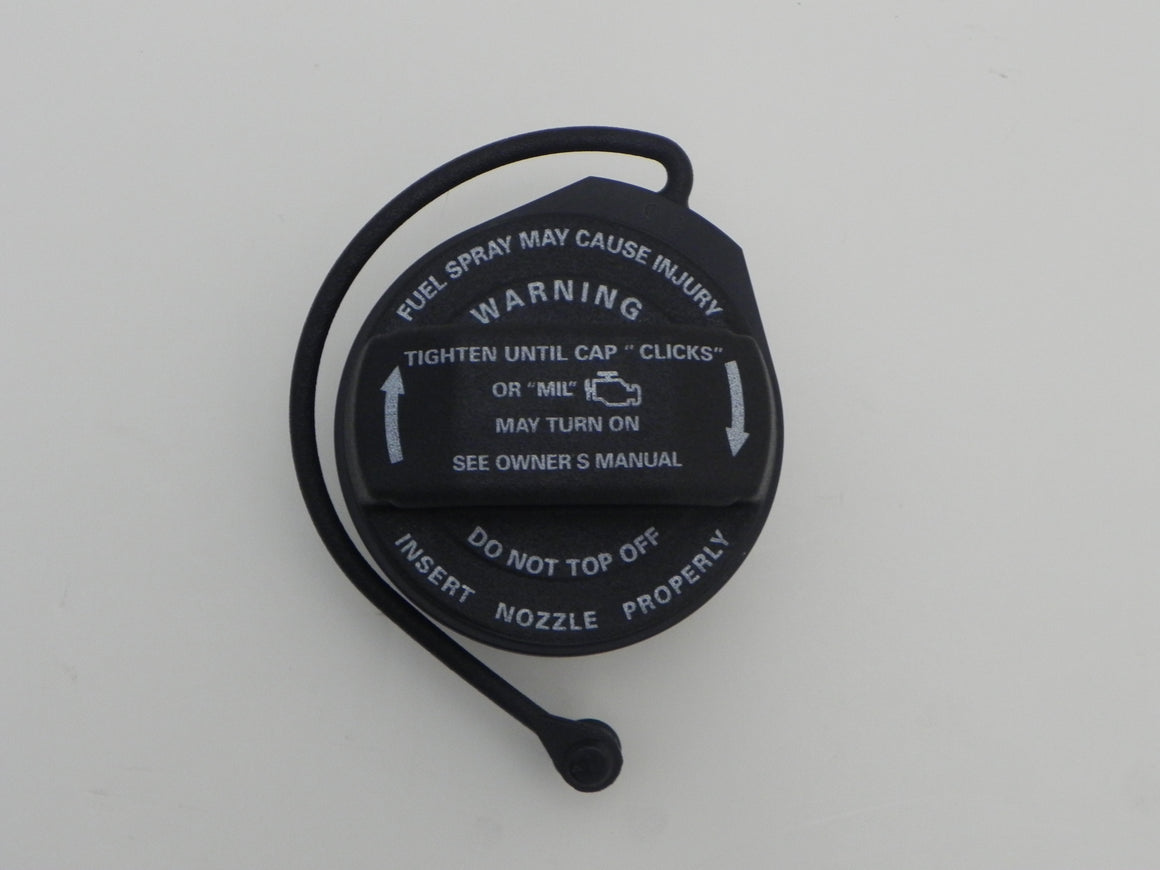 FUEL SPRAY MAY CAUSE INJURY
WARNING
TIGHTEN UNTIL CAP " CLICKS"
OR "MIL"
MAY TURN ON
SEE OWNER'S MANUAL
DO NOT TOP OFF
INSERT NOZZLE PROPERLY